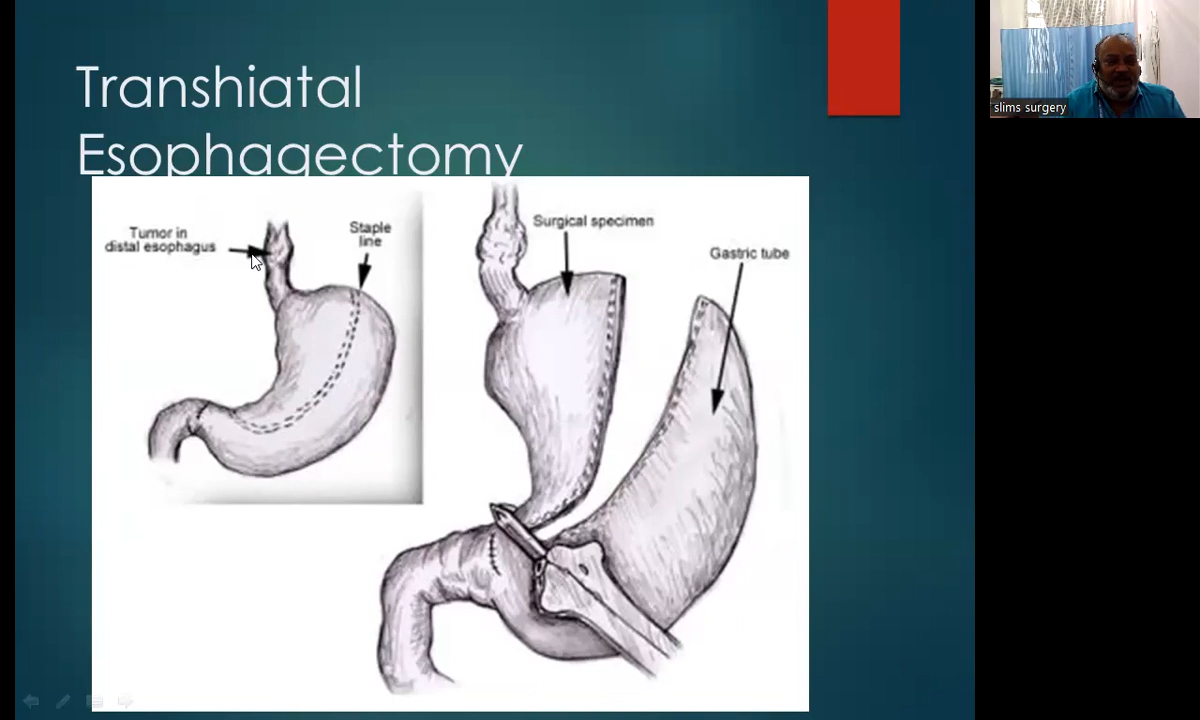 Transhiatal
Esophagectomy
Tumor in
distal esophagus
Staple
line
Surgical specimen
Gastric tube
slims surgery